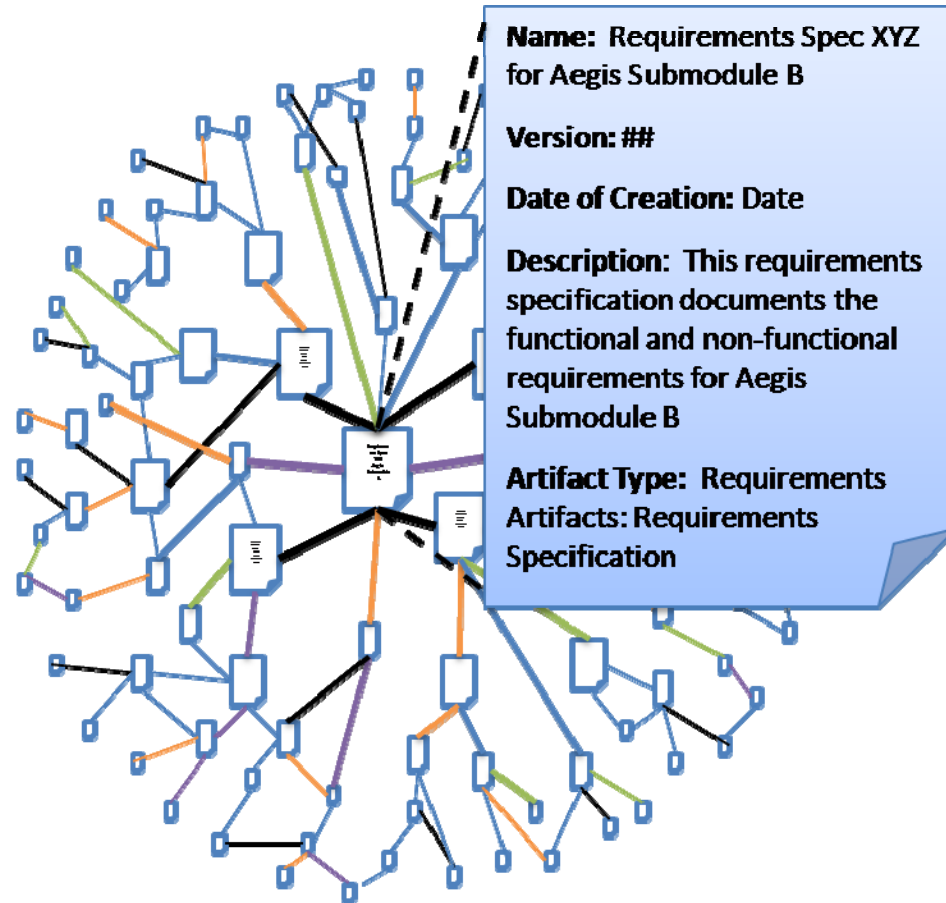 Name: Requirements Spec XYZ
for Aegis Submodule B
Version: ##
Date of Creation: Date
Description: This requirements
specification documents the
functional and non-functional
requirements for Aegis
Submodule B
Artifact Type: Requirements
Artifacts: Requirements
Specification